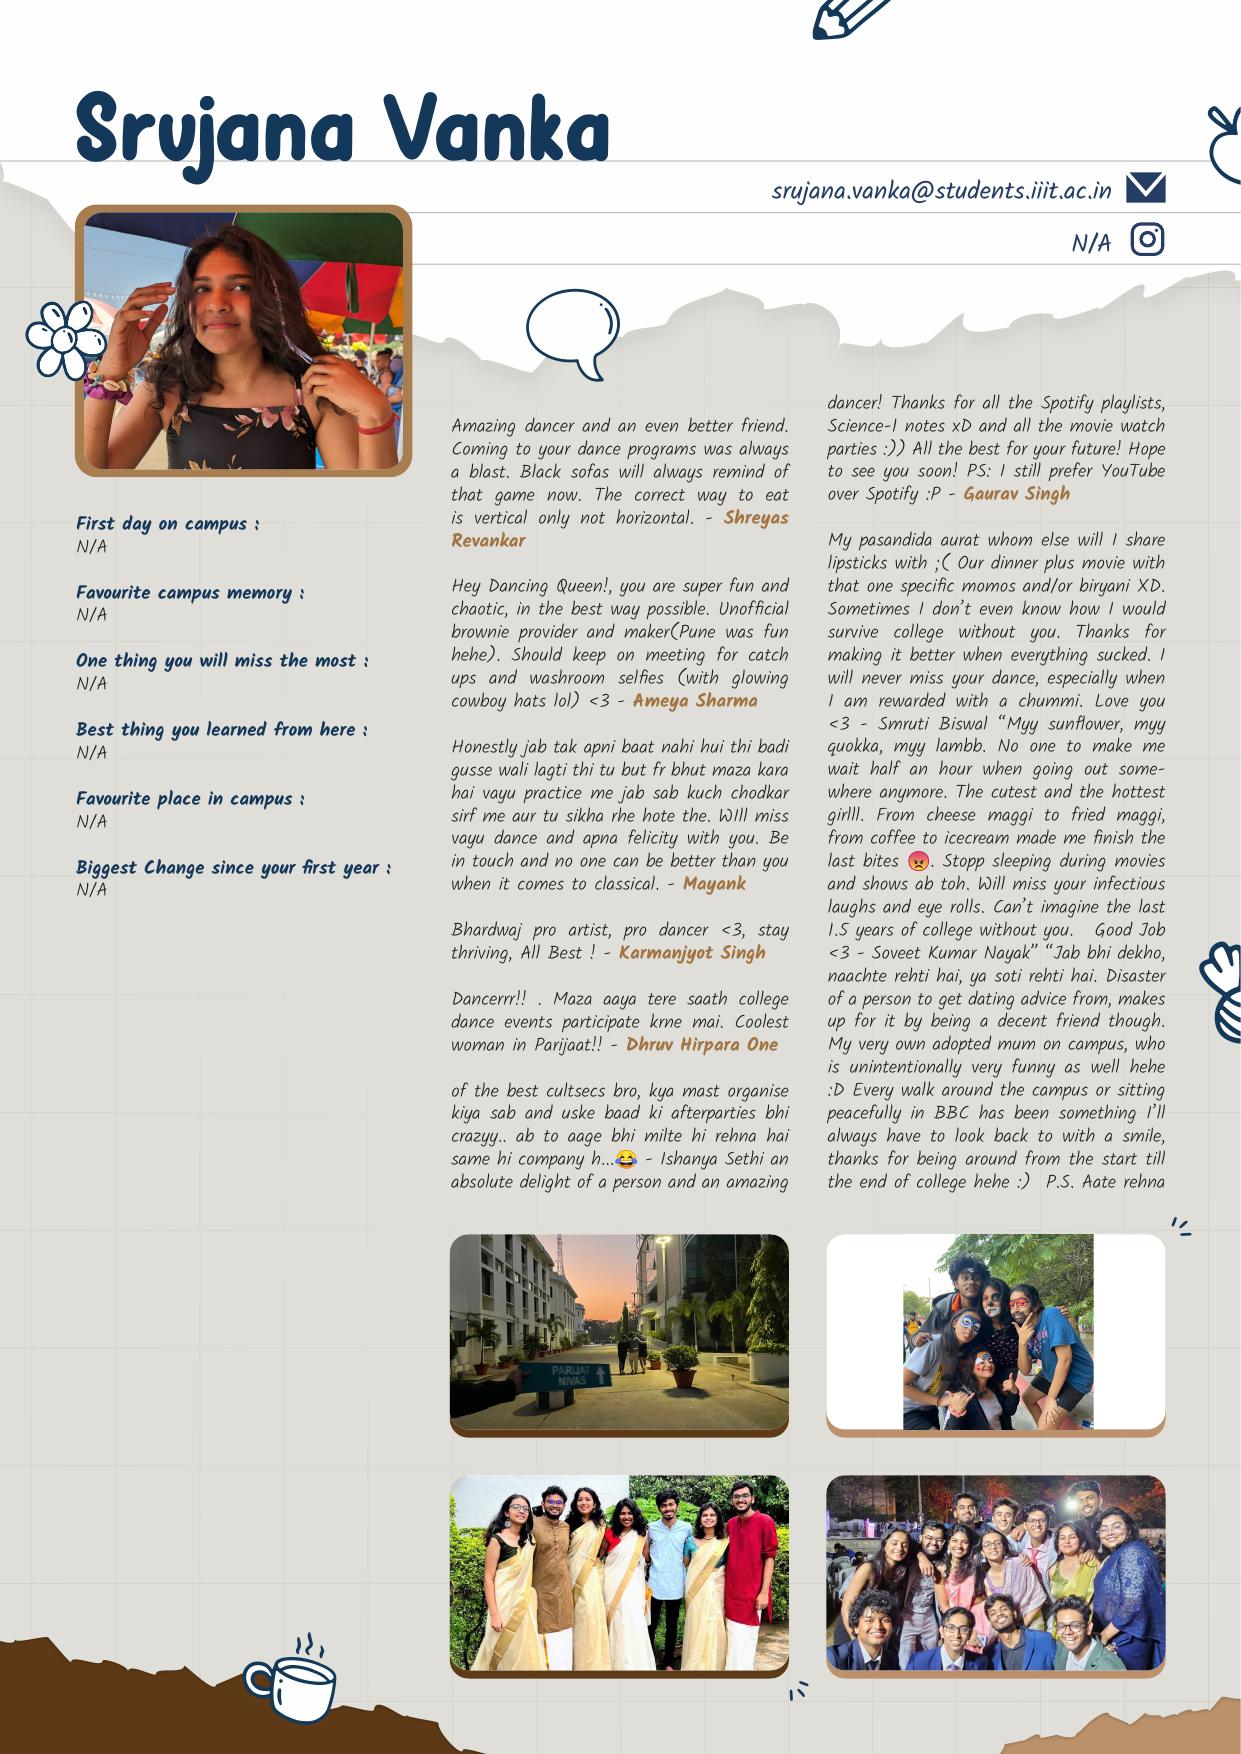 Srujana Vanka
srujana.vanka@students.iiit.ac.in
N/A
First day on campus :
N/A
Favourite campus memory :
N/A
One thing you will miss the most :
N/A
Best thing you learned from here :
N/A
Favourite place in campus :
N/A
Biggest Change since your first year :
N/A
Amazing dancer and an even better friend.
Coming to your dance programs was always
a blast. Black sofas will always remind of
that game now. The correct way to eat
is vertical only not horizontal. - Shreyas
Revankar
Hey Dancing Queen!, you are super fun and
chaotic, in the best way possible. Unofficial
brownie provider and maker(Pune was fun
hehe). Should keep on meeting for catch
ups and washroom selfies (with glowing
cowboy hats lol) <3 - Ameya Sharma
Honestly jab tak apni baat nahi hui thi badi
gusse wali lagti thi tu but fr bhut maza kara
hai vayu practice me jab sab kuch chodkar
sirf me aur tu sikha rhe hote the. WIll miss
vayu dance and apna felicity with you. Be
in touch and no one can be better than you
when it comes to classical. - Mayank
Bhardwaj pro artist, pro dancer <3, stay
thriving, All Best ! - Karmanjyot Singh
Dancerrr!! . Maza aaya tere saath college
dance events participate krne mai. Coolest
woman in Parijaat!! - Dhruv Hirpara One
of the best cultsecs bro, kya mast organise
kiya sab and uske baad ki afterparties bhi
crazyy.. ab to aage bhi milte hi rehna hai
same hi company h...😂 - Ishanya Sethi an
absolute delight of a person and an amazing
dancer! Thanks for all the Spotify playlists,
Science-I notes xD and all the movie watch
parties :)) All the best for your future! Hope
to see you soon! PS: I still prefer YouTube
over Spotify :P - Gaurav Singh
My pasandida aurat whom else will I share
lipsticks with ;( Our dinner plus movie with
that one specific momos and/or biryani XD.
Sometimes I don’t even know how I would
survive college without you. Thanks for
making it better when everything sucked. I
will never miss your dance, especially when
I am rewarded with a chummi. Love you
<3 - Smruti Biswal “Myy sunflower, myy
quokka, myy lambb. No one to make me
wait half an hour when going out some-
where anymore. The cutest and the hottest
girlll. From cheese maggi to fried maggi,
from coffee to icecream made me finish the
last bites 😡. Stopp sleeping during movies
and shows ab toh. Will miss your infectious
laughs and eye rolls. Can’t imagine the last
1.5 years of college without you. Good Job
<3 - Soveet Kumar Nayak” “Jab bhi dekho,
naachte rehti hai, ya soti rehti hai. Disaster
of a person to get dating advice from, makes
up for it by being a decent friend though.
My very own adopted mum on campus, who
is unintentionally very funny as well hehe
:D Every walk around the campus or sitting
peacefully in BBC has been something I’ll
always have to look back to with a smile,
thanks for being around from the start till
the end of college hehe :) P.S. Aate rehna
PARIJAT
NIVAS